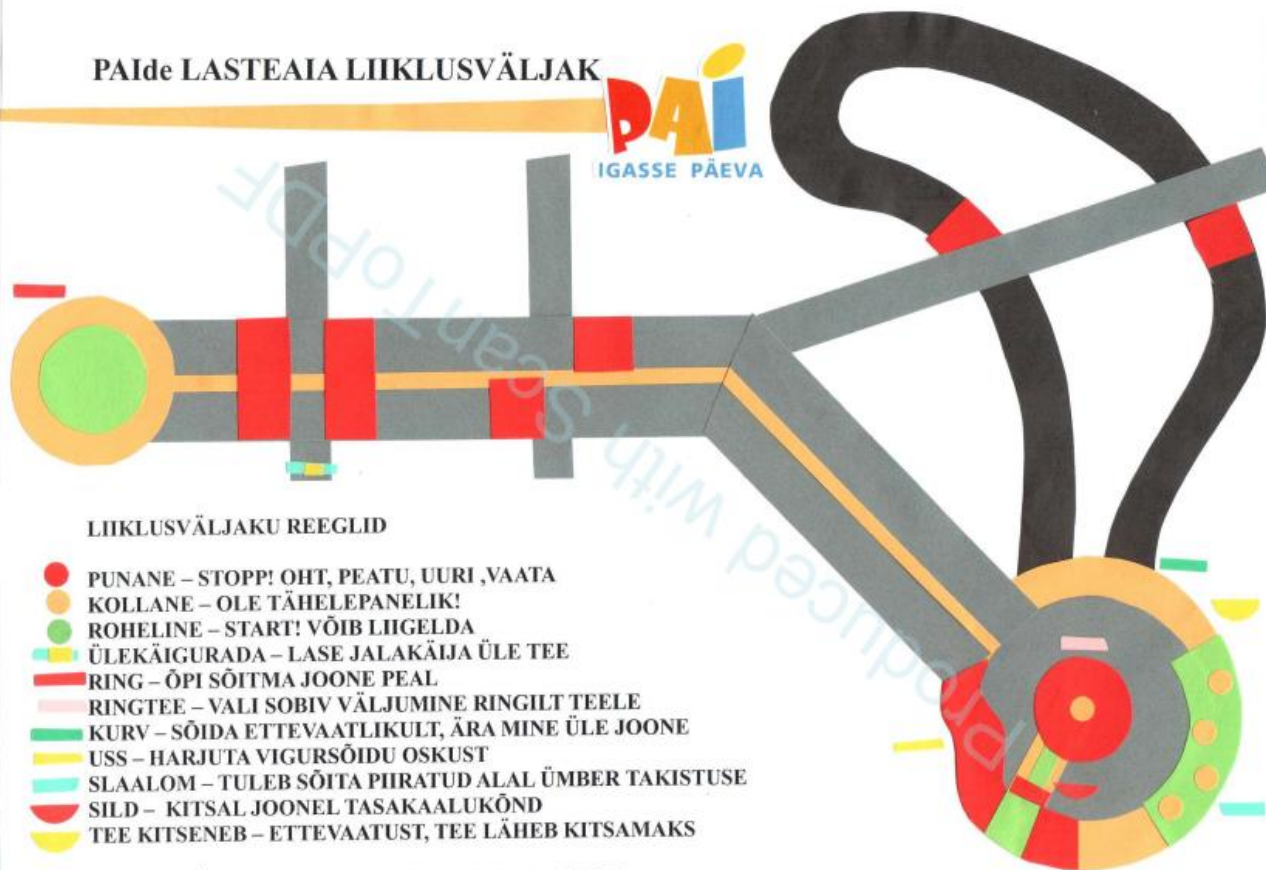 PAIde LASTEAIA LIIKLUSVÄLJAK
PAI
IGASSE PÄEVA
LIIKLUSVÄLJAKU REEGLID
PUNANE – STOPP! OHT, PEATU, UURI ,VAATA
KOLLANE – OLE TÄHELEPANELIK!
ROHELINE – START! VÕIB LIIGELDA
ÜLEKÄIGURADA – LASE JALAKÄIJA ÜLE TEE
RING – ÕPI SÕITMA JOONE PEAL
RINGTEE – VALI SOBIV VÄLJUMINE RINGILT TEELE
KURV – SÕIDA ETTEVAATLIKULT, ÄRA MINE ÜLE JOONE
USS – HARJUTA VIGURSÕIDU OSKUST
SLAALOM – TULEB SÕITA PIIRATUD ALAL ÜMBER TAKISTUSE
SILD – KITSAL JOONEL TASAKAALUKÕND
TEE KITSENEB – ETTEVAATUST, TEE LÄHEB KITSAMAKS
Produced with ScanToPDF